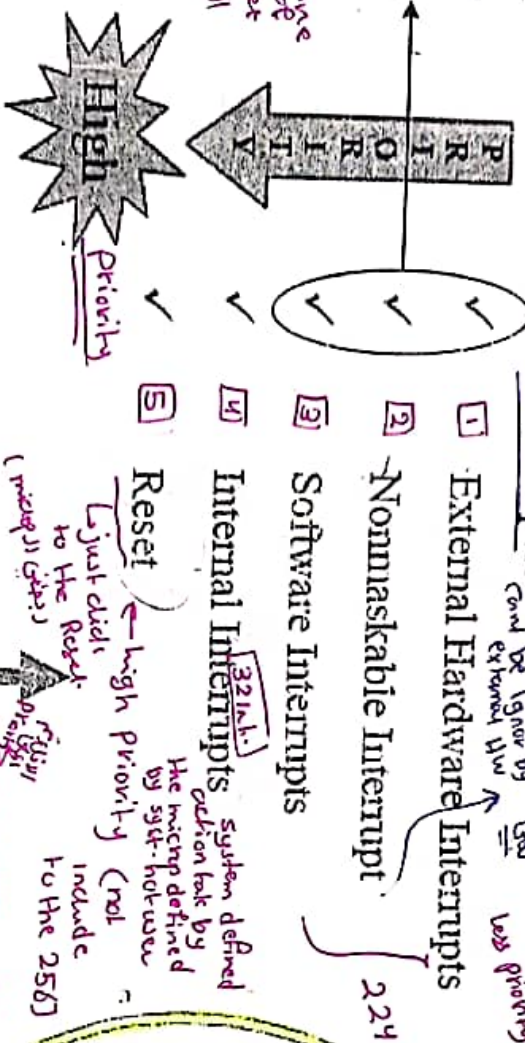 can be ignor by
external HW
less priority
PRIORITY
High
priority
✓ 1 External Hardware Interrupts
✓ 2 Nonmaskable Interrupt
✓ 3 Software Interrupts
224
✓ 4 Internal Interrupts
32 Int.
system defined
action tak by
the microp defined
by syst.
✓ 5 Reset
← high priority (not
include
to the 256)
just
to the Reset